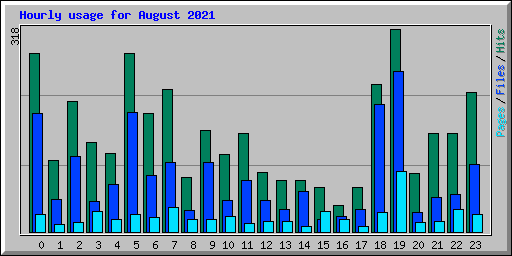 Hourly usage for August 2021
318
Pages/Files/Hits
0 1 2 3 4 5 6 7 8 9 10 11 12 13 14 15 16 17 18 19 20 21 22 23